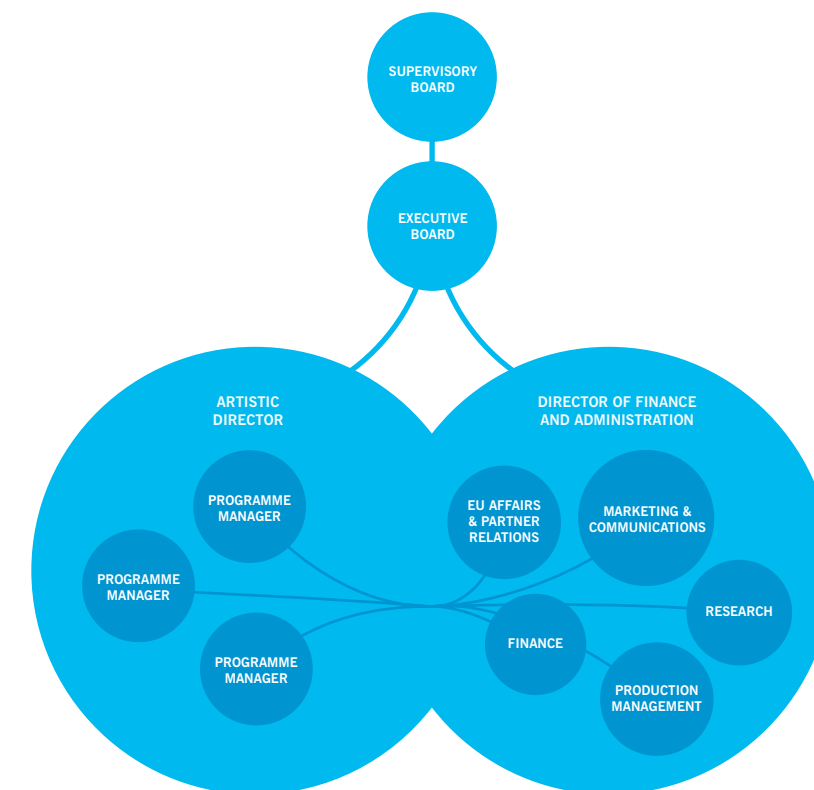 SUPERVISORY
BOARD
EXECUTIVE
BOARD
ARTISTIC
DIRECTOR
PROGRAMME
MANAGER
PROGRAMME
MANAGER
PROGRAMME
MANAGER
DIRECTOR OF FINANCE
AND ADMINISTRATION
EU AFFAIRS
& PARTNER
RELATIONS
MARKETING &
COMMUNICATIONS
RESEARCH
FINANCE
PRODUCTION
MANAGEMENT